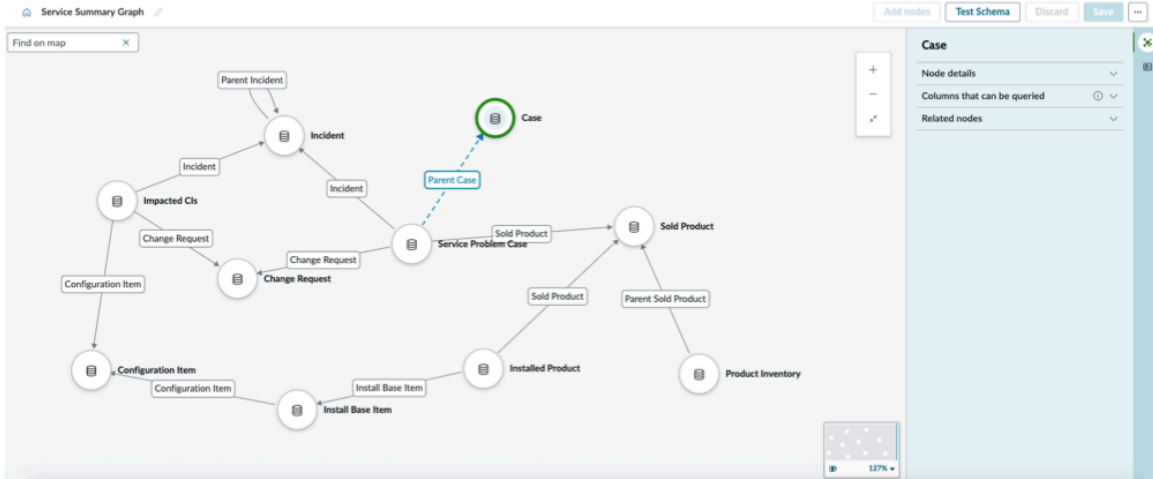 Service Summary Graph
Add nodes
Test Schema
Discard
Save
Find on map
Case
Node details
Columns that can be queried
Related nodes
Parent Incident
Incident
Case
Incident
Incident
Parent Case
Impacted CIs
Sold Product
Sold Product
Service Problem Case
Change Request
Change Request
Change Request
Configuration Item
Sold Product
Parent Sold Product
Configuration Item
Installed Product
Product Inventory
Configuration Item
Install Base Item
Install Base Item
127%